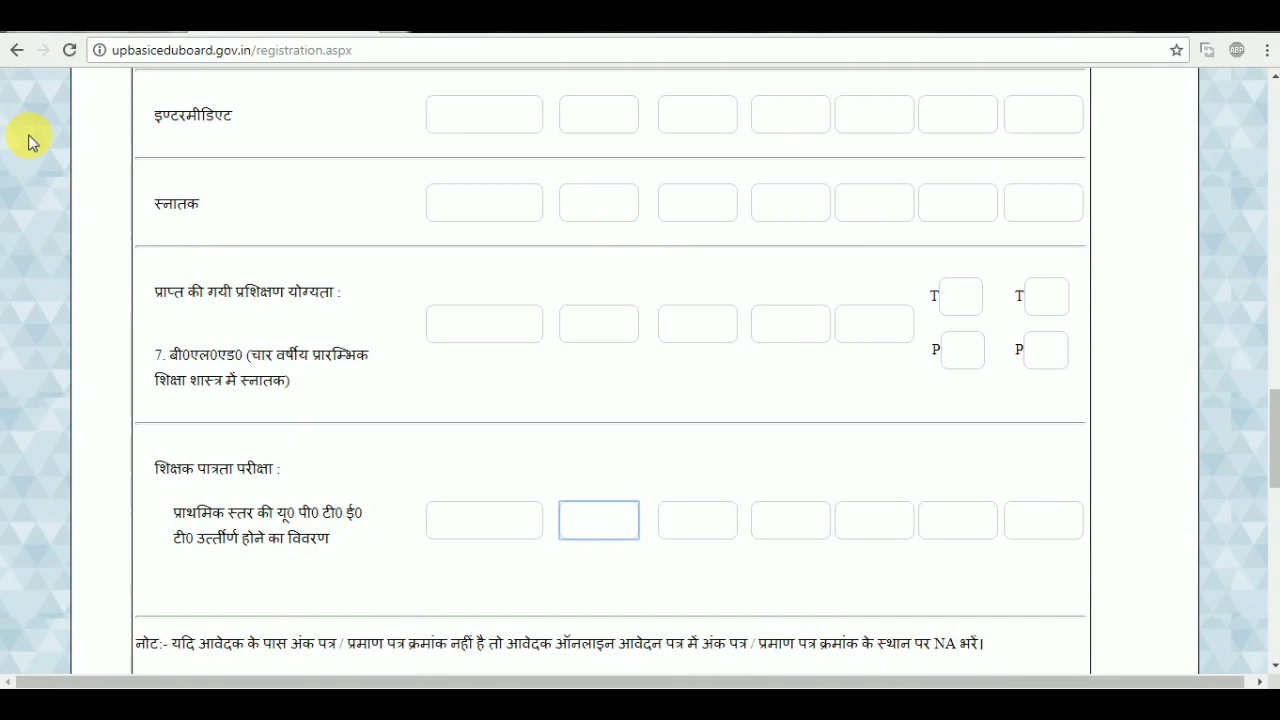 upbasiceduboard.gov.in/registration.aspx
ABP
इण्टरमीडिएट
स्नातक
प्राप्त की गयी प्रशिक्षण योग्यता :
T T
7. बी0एल0एड0 (चार वर्षीय प्रारम्भिक
शिक्षा शास्त्र में स्नातक)
P P
शिक्षक पात्रता परीक्षा :
प्राथमिक स्तर की यू0 पी0 टी0 ई0
टी0 उर्त्तीर्ण होने का विवरण
नोट:- यदि आवेदक के पास अंक पत्र / प्रमाण पत्र क्रमांक नहीं है तो आवेदक ऑनलाइन आवेदन पत्र में अंक पत्र / प्रमाण पत्र क्रमांक के स्थान पर NA भरें।